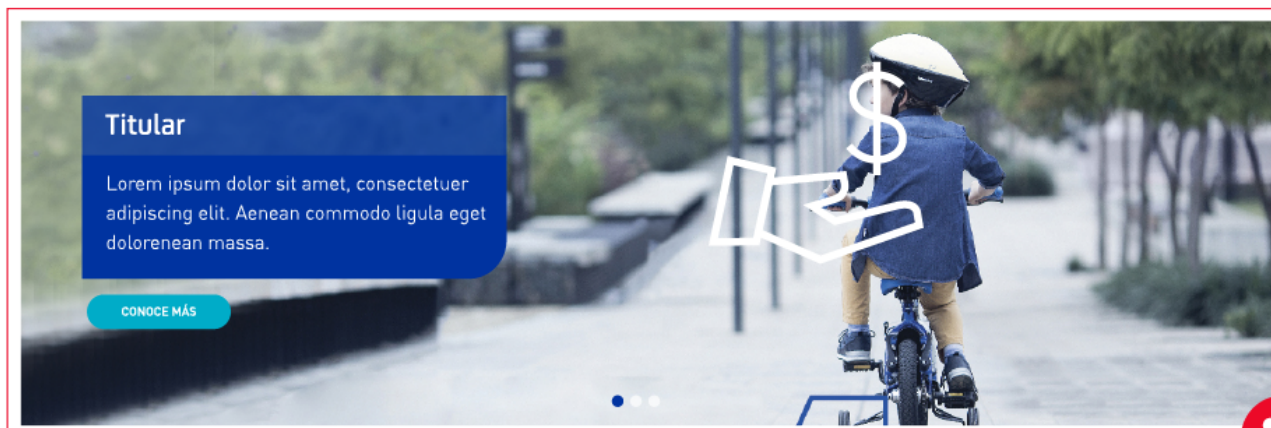 Titular
Lorem ipsum dolor sit amet, consectetuer
adipiscing elit. Aenean commodo ligula eget
dolorenean massa.
CONOCE MÁS
$